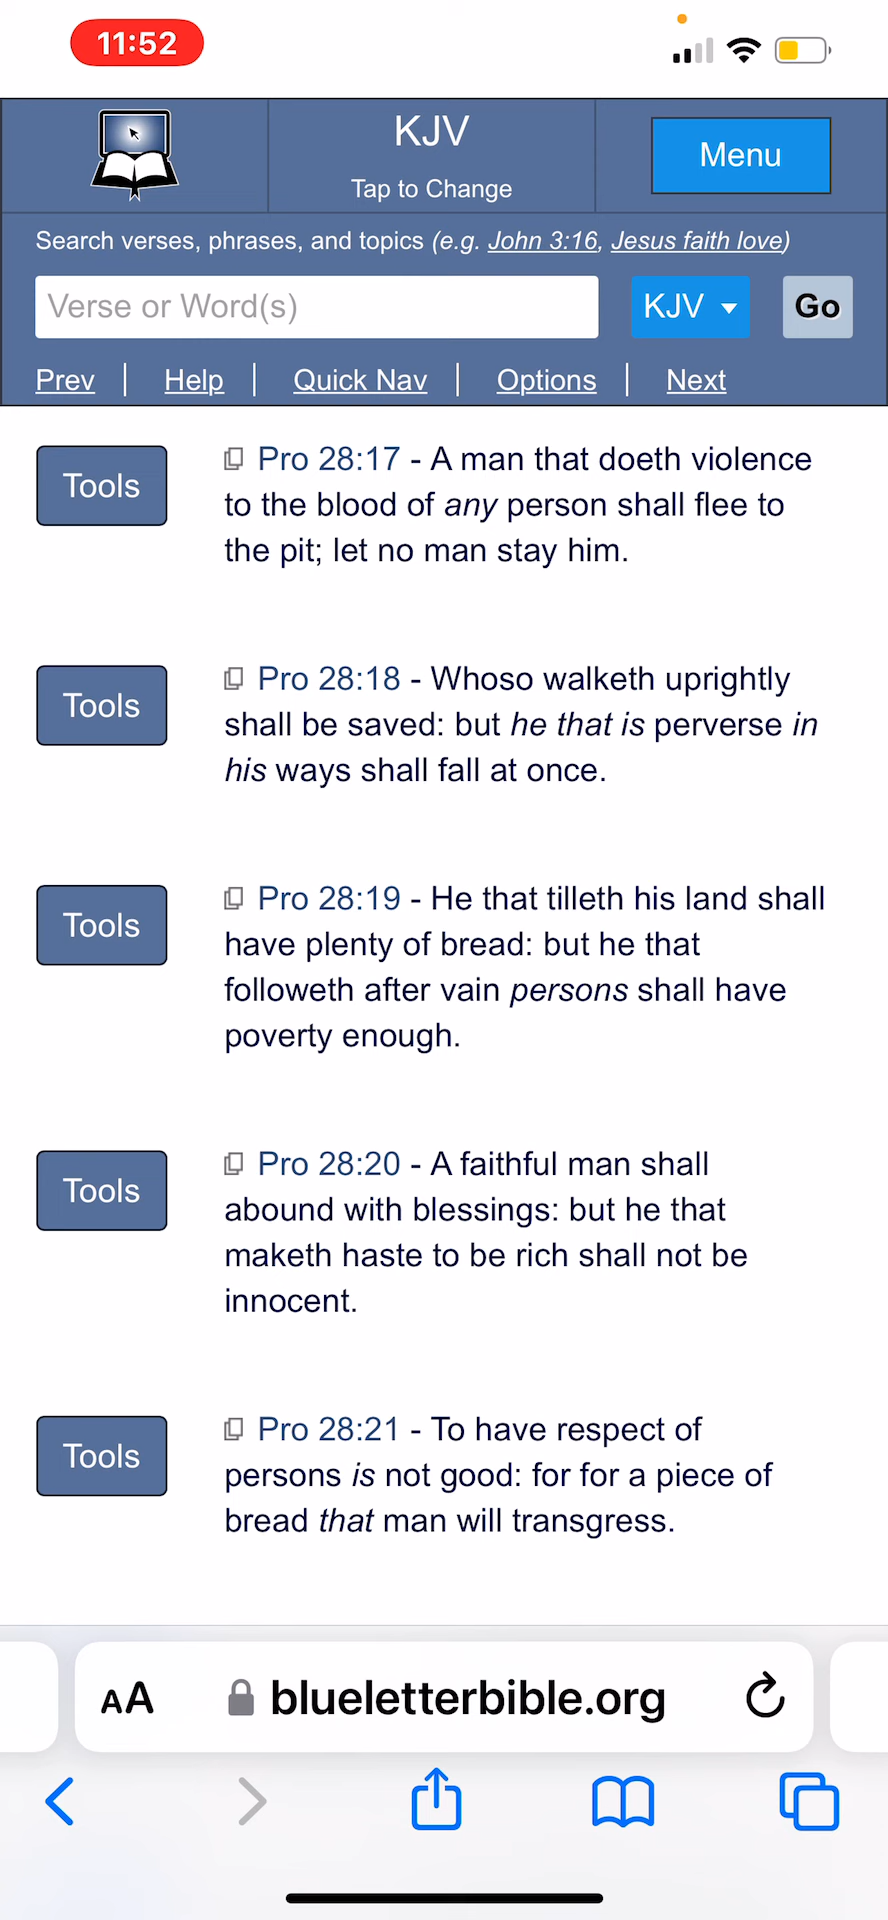 11:52
KJV
Tap to Change
Menu
Search verses, phrases, and topics (e.g. John 3:16, Jesus faith love)
Verse or Word(s)
KJV
Go
Prev | Help | Quick Nav | Options | Next
Tools
Pro 28:17 - A man that doeth violence
to the blood of any person shall flee to
the pit; let no man stay him.
Tools
Pro 28:18 - Whoso walketh uprightly
shall be saved: but he that is perverse in
his ways shall fall at once.
Tools
Pro 28:19 - He that tilleth his land shall
have plenty of bread: but he that
followeth after vain persons shall have
poverty enough.
Tools
Pro 28:20 - A faithful man shall
abound with blessings: but he that
maketh haste to be rich shall not be
innocent.
Tools
Pro 28:21 - To have respect of
persons is not good: for for a piece of
bread that man will transgress.
AA
blueletterbible.org